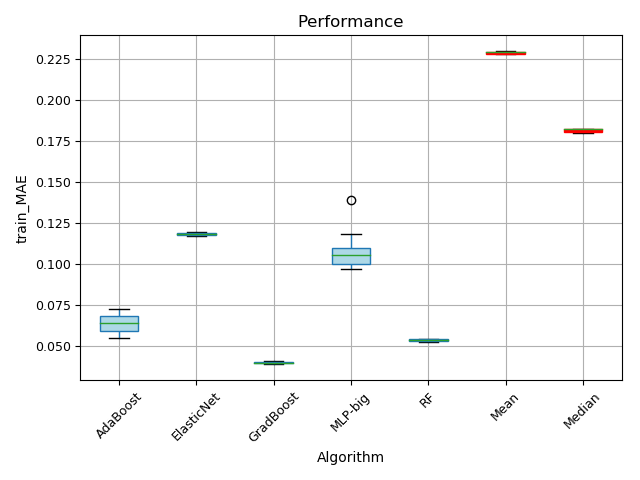 Performance
train_MAE
0.225
0.200
0.175
0.150
0.125
0.100
0.075
0.050
AdaBoost
ElasticNet
GradBoost
MLP-big
RF
Mean
Median
Algorithm